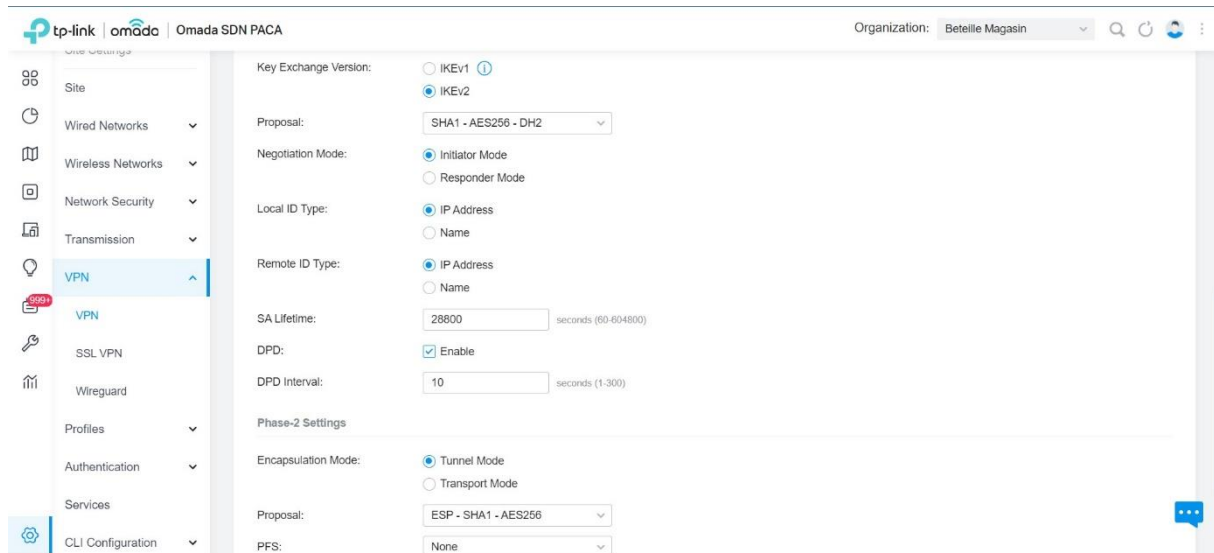 tp-link | omada | Omada SDN PACA
Organization: Beteille Magasin
Site Settings
Site
Wired Networks
Wireless Networks
Network Security
Transmission
VPN
999+
VPN
SSL VPN
Wireguard
Profiles
Authentication
Services
CLI Configuration
Key Exchange Version: IKEv1
IKEv2
Proposal: SHA1 - AES256 - DH2
Negotiation Mode: Initiator Mode
Responder Mode
Local ID Type: IP Address
Name
Remote ID Type: IP Address
Name
SA Lifetime: 28800 seconds (60-604800)
DPD: Enable
DPD Interval: 10 seconds (1-300)
Phase-2 Settings
Encapsulation Mode: Tunnel Mode
Transport Mode
Proposal: ESP - SHA1 - AES256
PFS: None